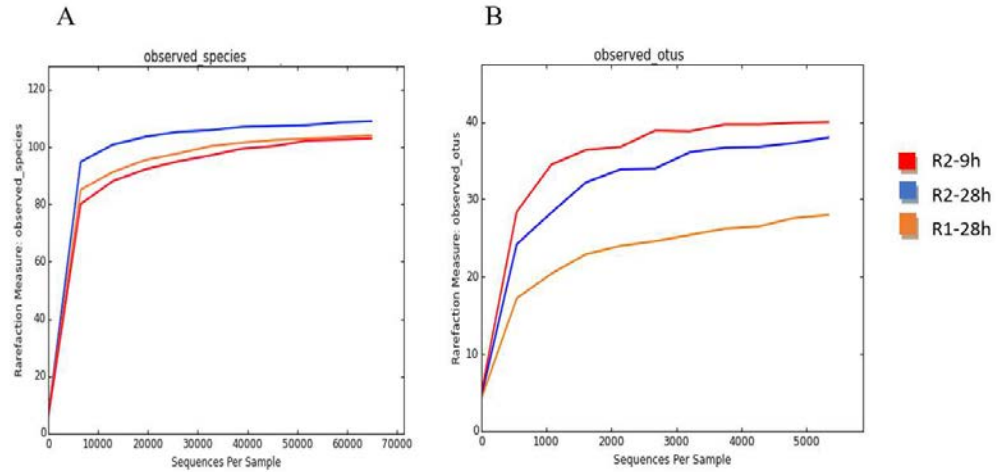 A
observed_species
Rarefaction Measure: observed_species
120
100
80
60
40
20
0
0 10000 20000 30000 40000 50000 60000 70000
Sequences Per Sample
B
observed_otus
Rarefaction Measure: observed_otus
40
30
20
10
0
0 1000 2000 3000 4000 5000
Sequences Per Sample
R2-9h
R2-28h
R1-28h